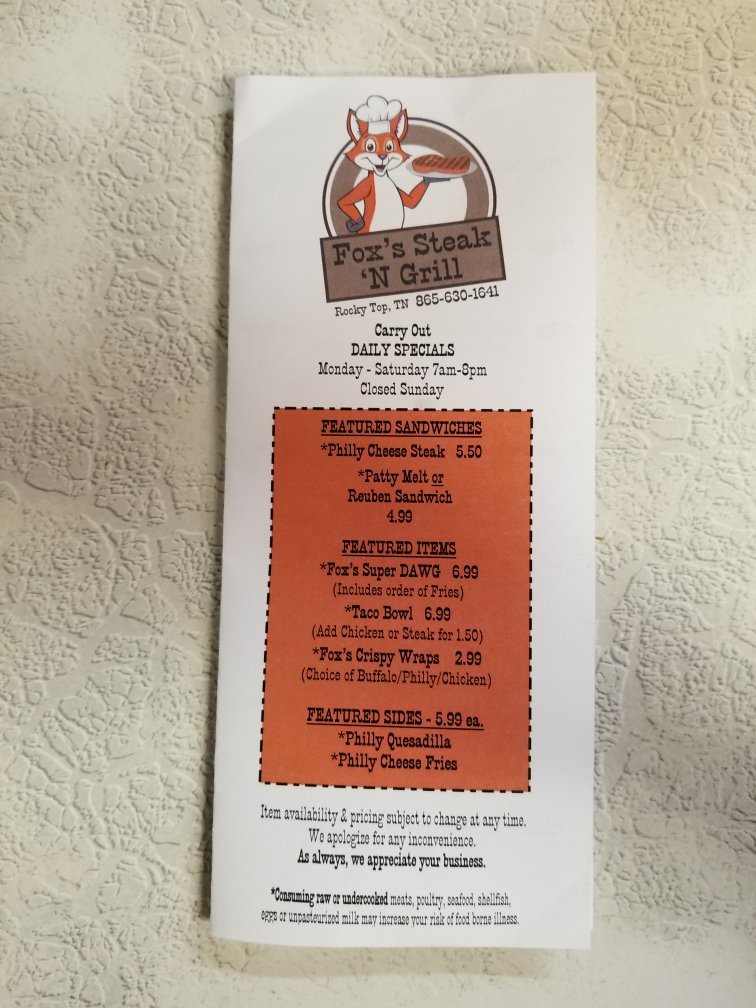 Fox's Steak
'N Grill
Rocky Top, TN 865-630-1641
Carry Out
DAILY SPECIALS
Monday - Saturday 7am-8pm
Closed Sunday
FEATURED SANDWICHES
*Philly Cheese Steak 5.50
*Patty Melt or
Reuben Sandwich
4.99
FEATURED ITEMS
*Fox's Super DAWG 6.99
(Includes order of Fries)
*Taco Bowl 6.99
(Add Chicken or Steak for 1.50)
*Fox's Crispy Wraps 2.99
(Choice of Buffalo/Philly/Chicken)
FEATURED SIDES - 5.99 ea.
*Philly Quesadilla
*Philly Cheese Fries
Item availability & pricing subject to change at any time.
We apologize for any inconvenience.
As always, we appreciate your business.
*Consuming raw or undercooked meats, poultry, seafood, shellfish,
eggs or unpasteurized milk may increase your risk of food borne illness.